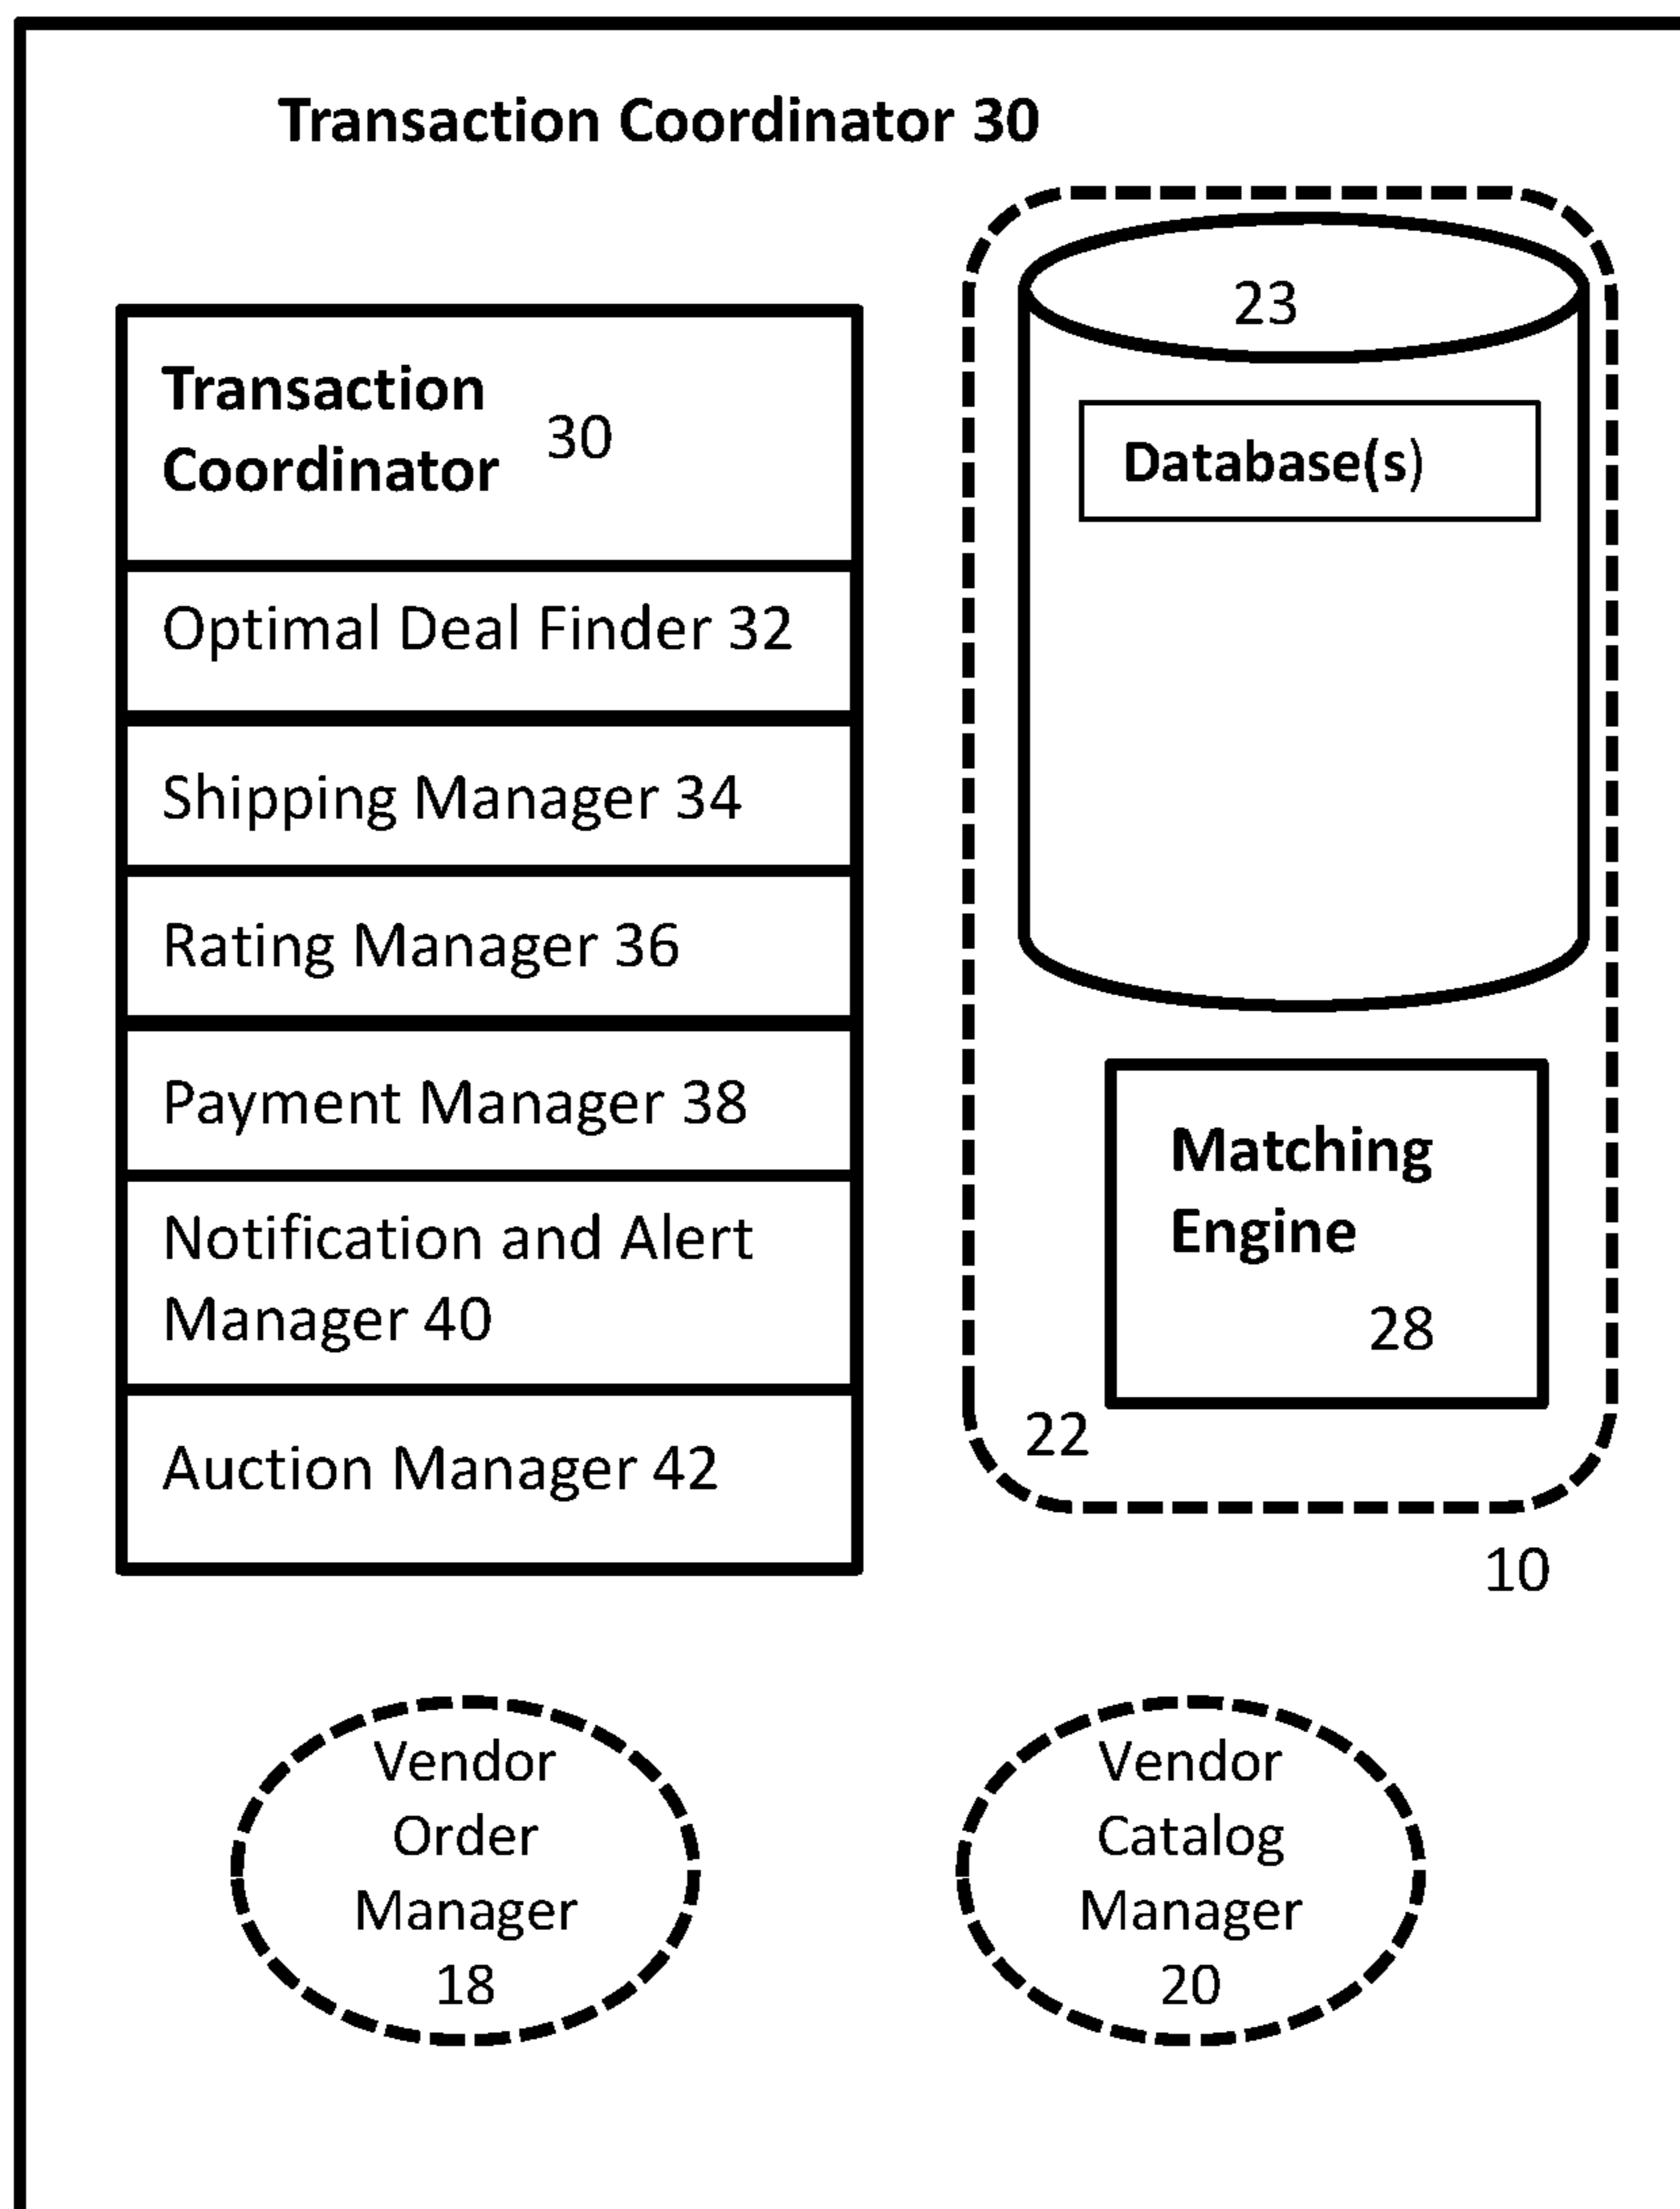 Transaction Coordinator 30
Transaction
Coordinator 30
Optimal Deal Finder 32
Shipping Manager 34
Rating Manager 36
Payment Manager 38
Notification and Alert
Manager 40
Auction Manager 42
23
Database(s)
Matching
Engine
28
22
10
Vendor
Order
Manager
18
Vendor
Catalog
Manager
20